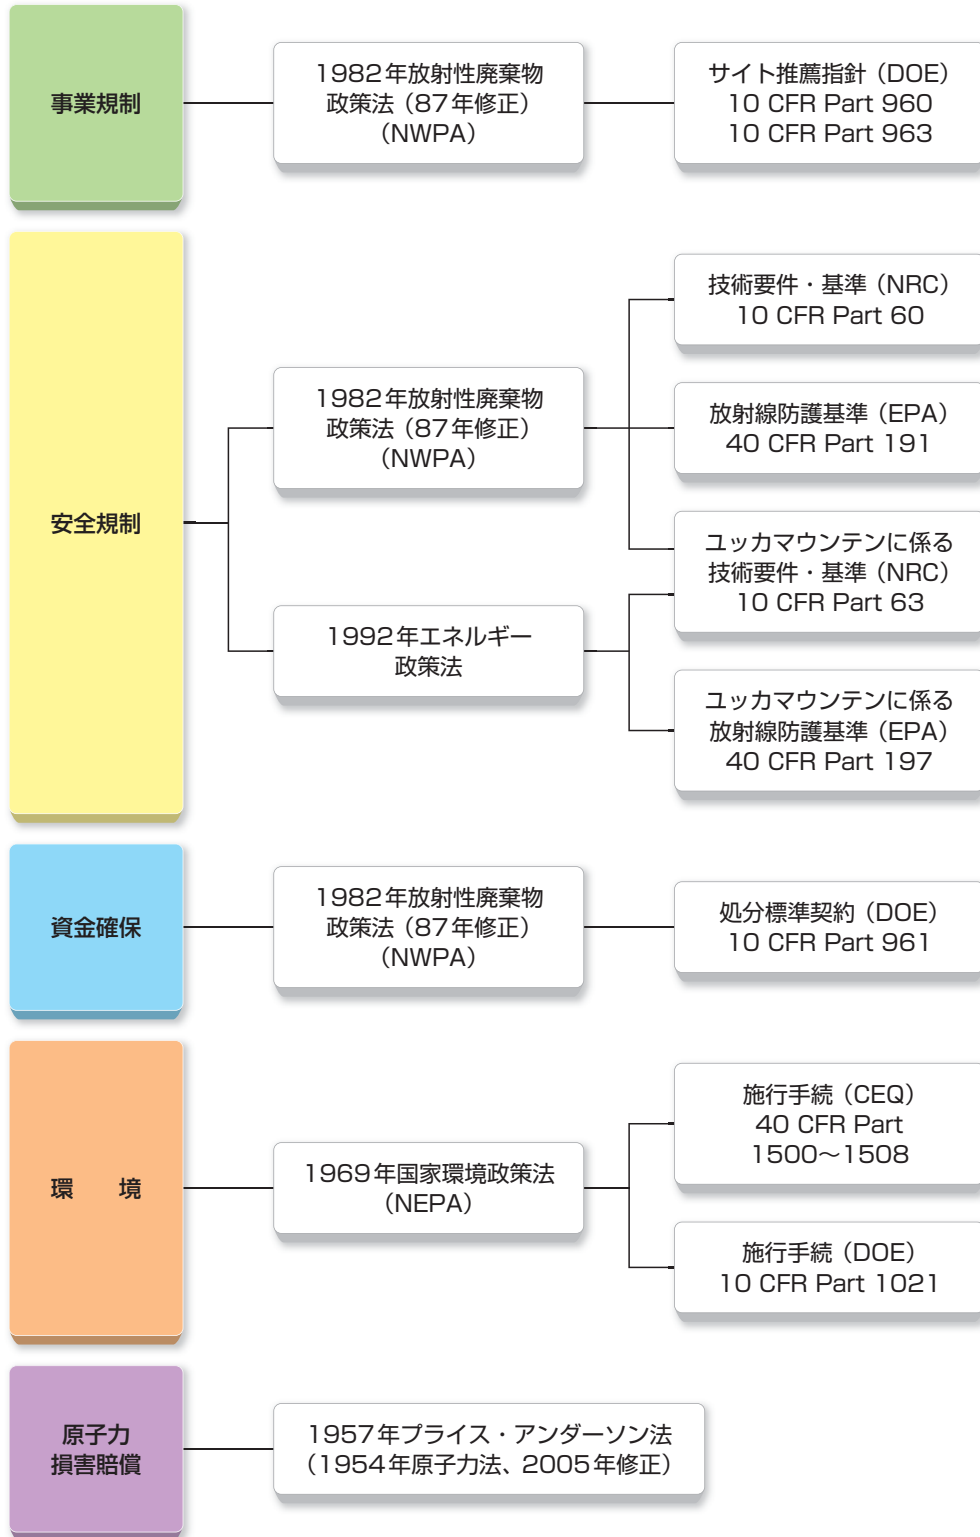 事業規制
1982年放射性廃棄物
政策法（87年修正）
（NWPA）
サイト推薦指針（DOE）
10 CFR Part 960
10 CFR Part 963
安全規制
1982年放射性廃棄物
政策法（87年修正）
（NWPA）
1992年エネルギー
政策法
技術要件・基準（NRC）
10 CFR Part 60
放射線防護基準（EPA）
40 CFR Part 191
ユッカマウンテンに係る
技術要件・基準（NRC）
10 CFR Part 63
ユッカマウンテンに係る
放射線防護基準（EPA）
40 CFR Part 197
資金確保
1982年放射性廃棄物
政策法（87年修正）
（NWPA）
処分標準契約（DOE）
10 CFR Part 961
環　境
1969年国家環境政策法
（NEPA）
施行手続（CEQ）
40 CFR Part
1500～1508
施行手続（DOE）
10 CFR Part 1021
原子力
損害賠償
1957年プライス・アンダーソン法
（1954年原子力法、2005年修正）